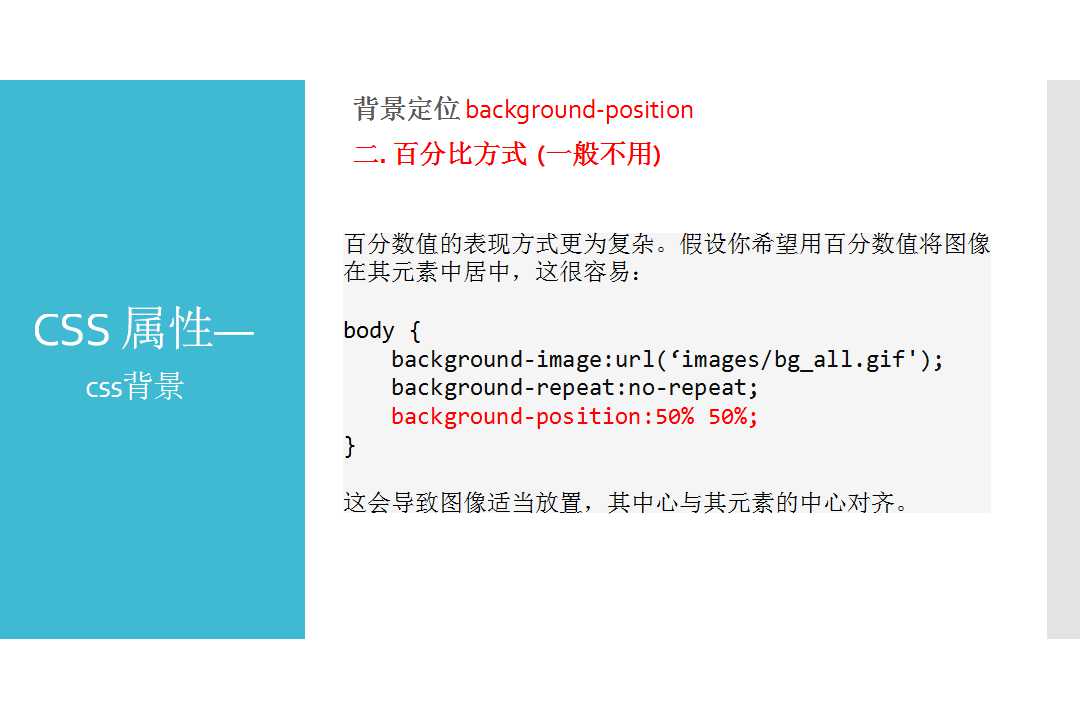 CSS 属性—
css背景
背景定位 background-position
二. 百分比方式 (一般不用)
百分数值的表现方式更为复杂。假设你希望用百分数值将图像
在其元素中居中，这很容易：
body {
    background-image:url(‘images/bg_all.gif');
    background-repeat:no-repeat;
    background-position:50% 50%;
}
这会导致图像适当放置，其中心与其元素的中心对齐。